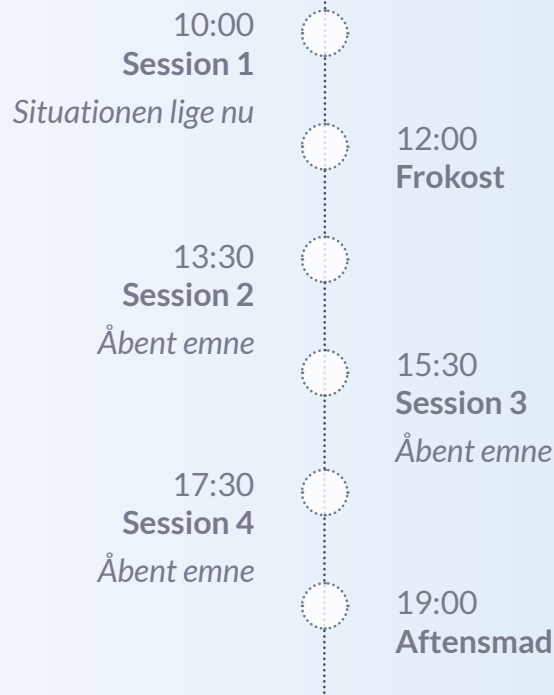 10:00
Session 1
Situationen lige nu
12:00
Frokost
13:30
Session 2
Åbent emne
15:30
Session 3
Åbent emne
17:30
Session 4
Åbent emne
19:00
Aftensmad